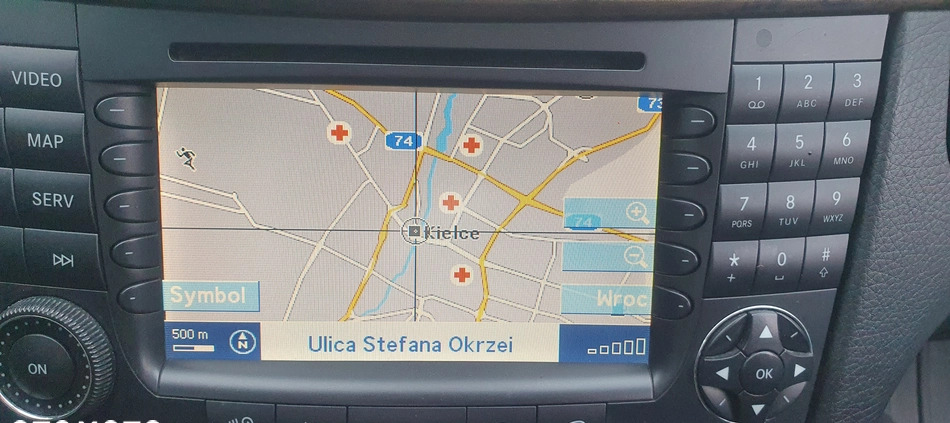 VIDEO
MAP
SERV
ON
74
73
Kielce
74
Symbol
Wroc
500 m
N
Ulica Stefana Okrzei
1
2 ABC
3 DEF
4 GHI
5 JKL
6 MNO
7 PQRS
8 TUV
9 WXYZ
* +
0
#
OK